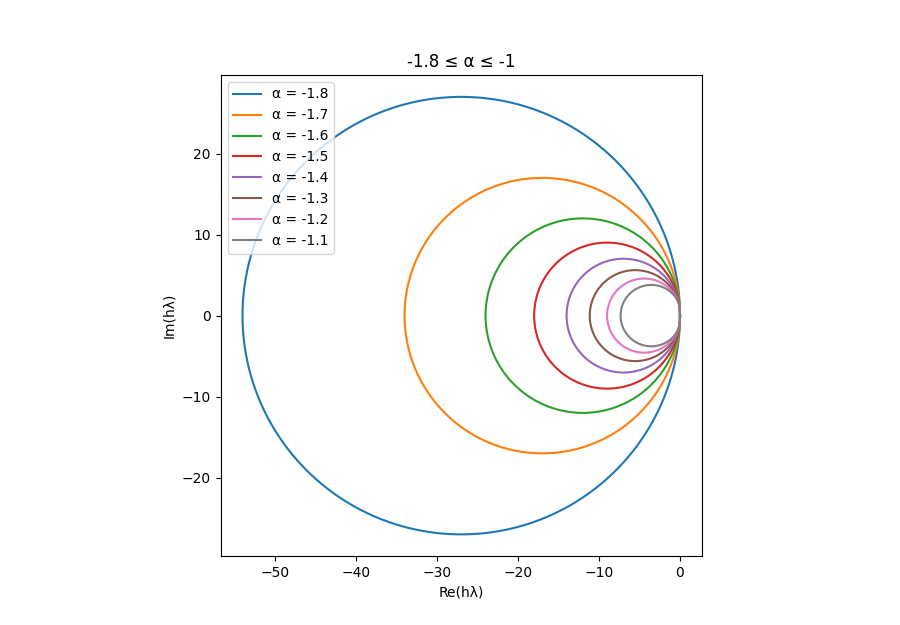 -1.8 ≤ α ≤ -1
α = -1.8
α = -1.7
α = -1.6
α = -1.5
α = -1.4
α = -1.3
α = -1.2
α = -1.1
20
10
0
−10
−20
Im(hλ)
−50 −40 −30 −20 −10 0
Re(hλ)